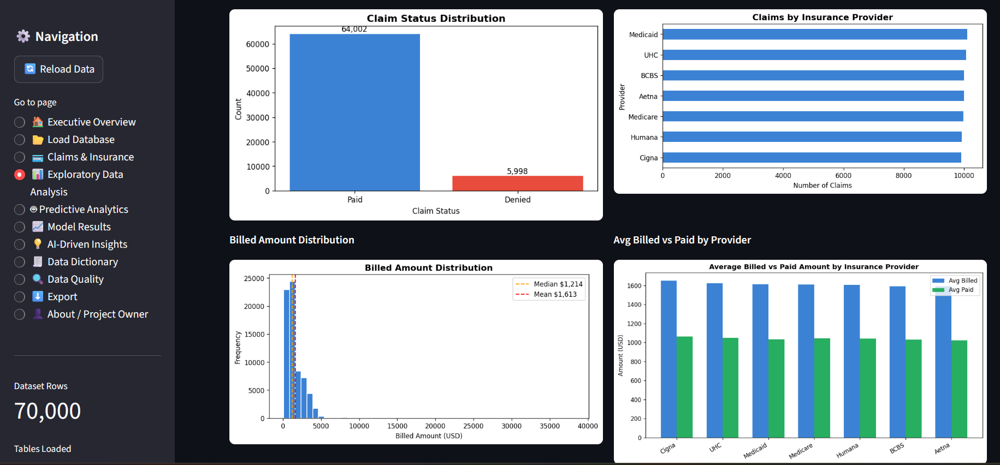 Navigation
Reload Data
Go to page
Executive Overview
Load Database
Claims & Insurance
Exploratory Data
Analysis
Predictive Analytics
Model Results
AI-Driven Insights
Data Dictionary
Data Quality
Export
About / Project Owner
Dataset Rows
70,000
Tables Loaded
Claim Status Distribution
64,002
5,998
60000
50000
40000
30000
20000
10000
0
Count
Paid Denied
Claim Status
Claims by Insurance Provider
Medicaid
UHC
BCBS
Aetna
Medicare
Humana
Cigna
Provider
0 2000 4000 6000 8000 10000
Number of Claims
Billed Amount Distribution
Billed Amount Distribution
Median $1,214
Mean $1,613
25000
20000
15000
10000
5000
0
Frequency
0 5000 10000 15000 20000 25000 30000 35000 40000
Billed Amount (USD)
Avg Billed vs Paid by Provider
Average Billed vs Paid Amount by Insurance Provider
Avg Billed
Avg Paid
1600
1400
1200
1000
800
600
400
200
0
Amount (USD)
Cigna UHC Medicaid Medicare Humana BCBS Aetna